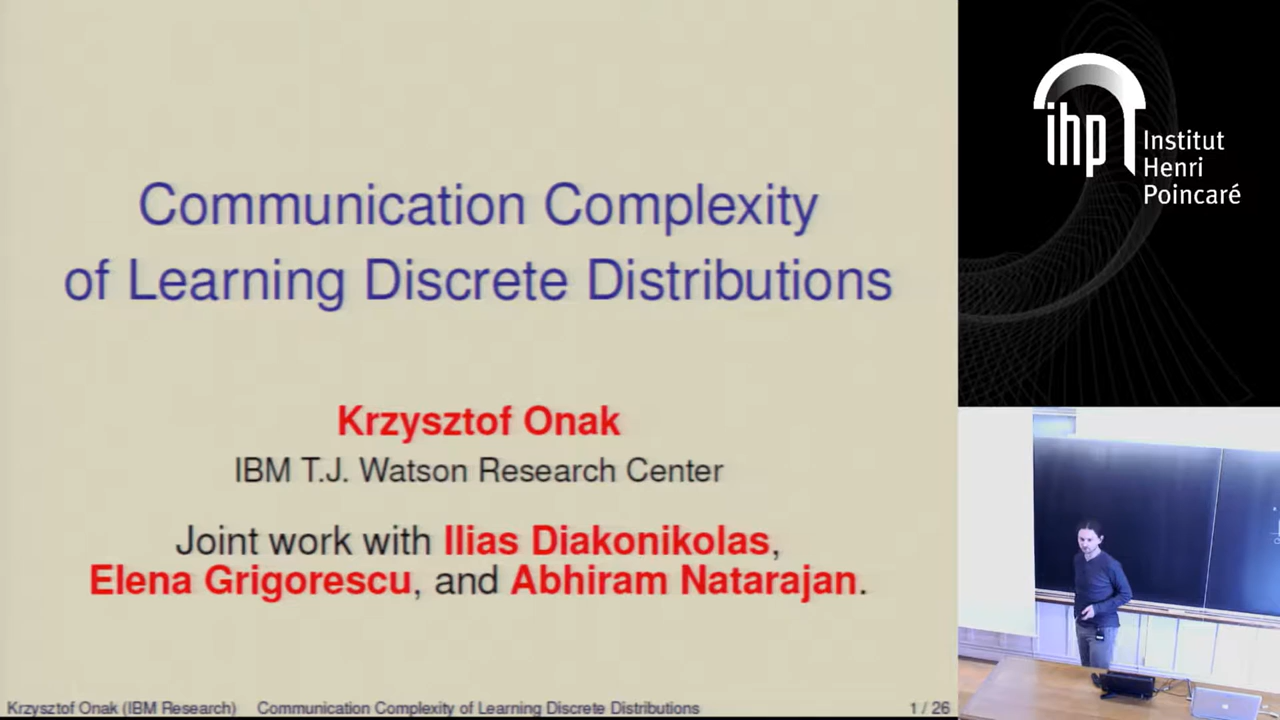 Communication Complexity
of Learning Discrete Distributions
Krzysztof Onak
IBM T.J. Watson Research Center
Joint work with Ilias Diakonikolas,
Elena Grigorescu, and Abhiram Natarajan.
Krzysztof Onak (IBM Research) Communication Complexity of Learning Discrete Distributions 1 / 26
ihp
Institut
Henri
Poincaré